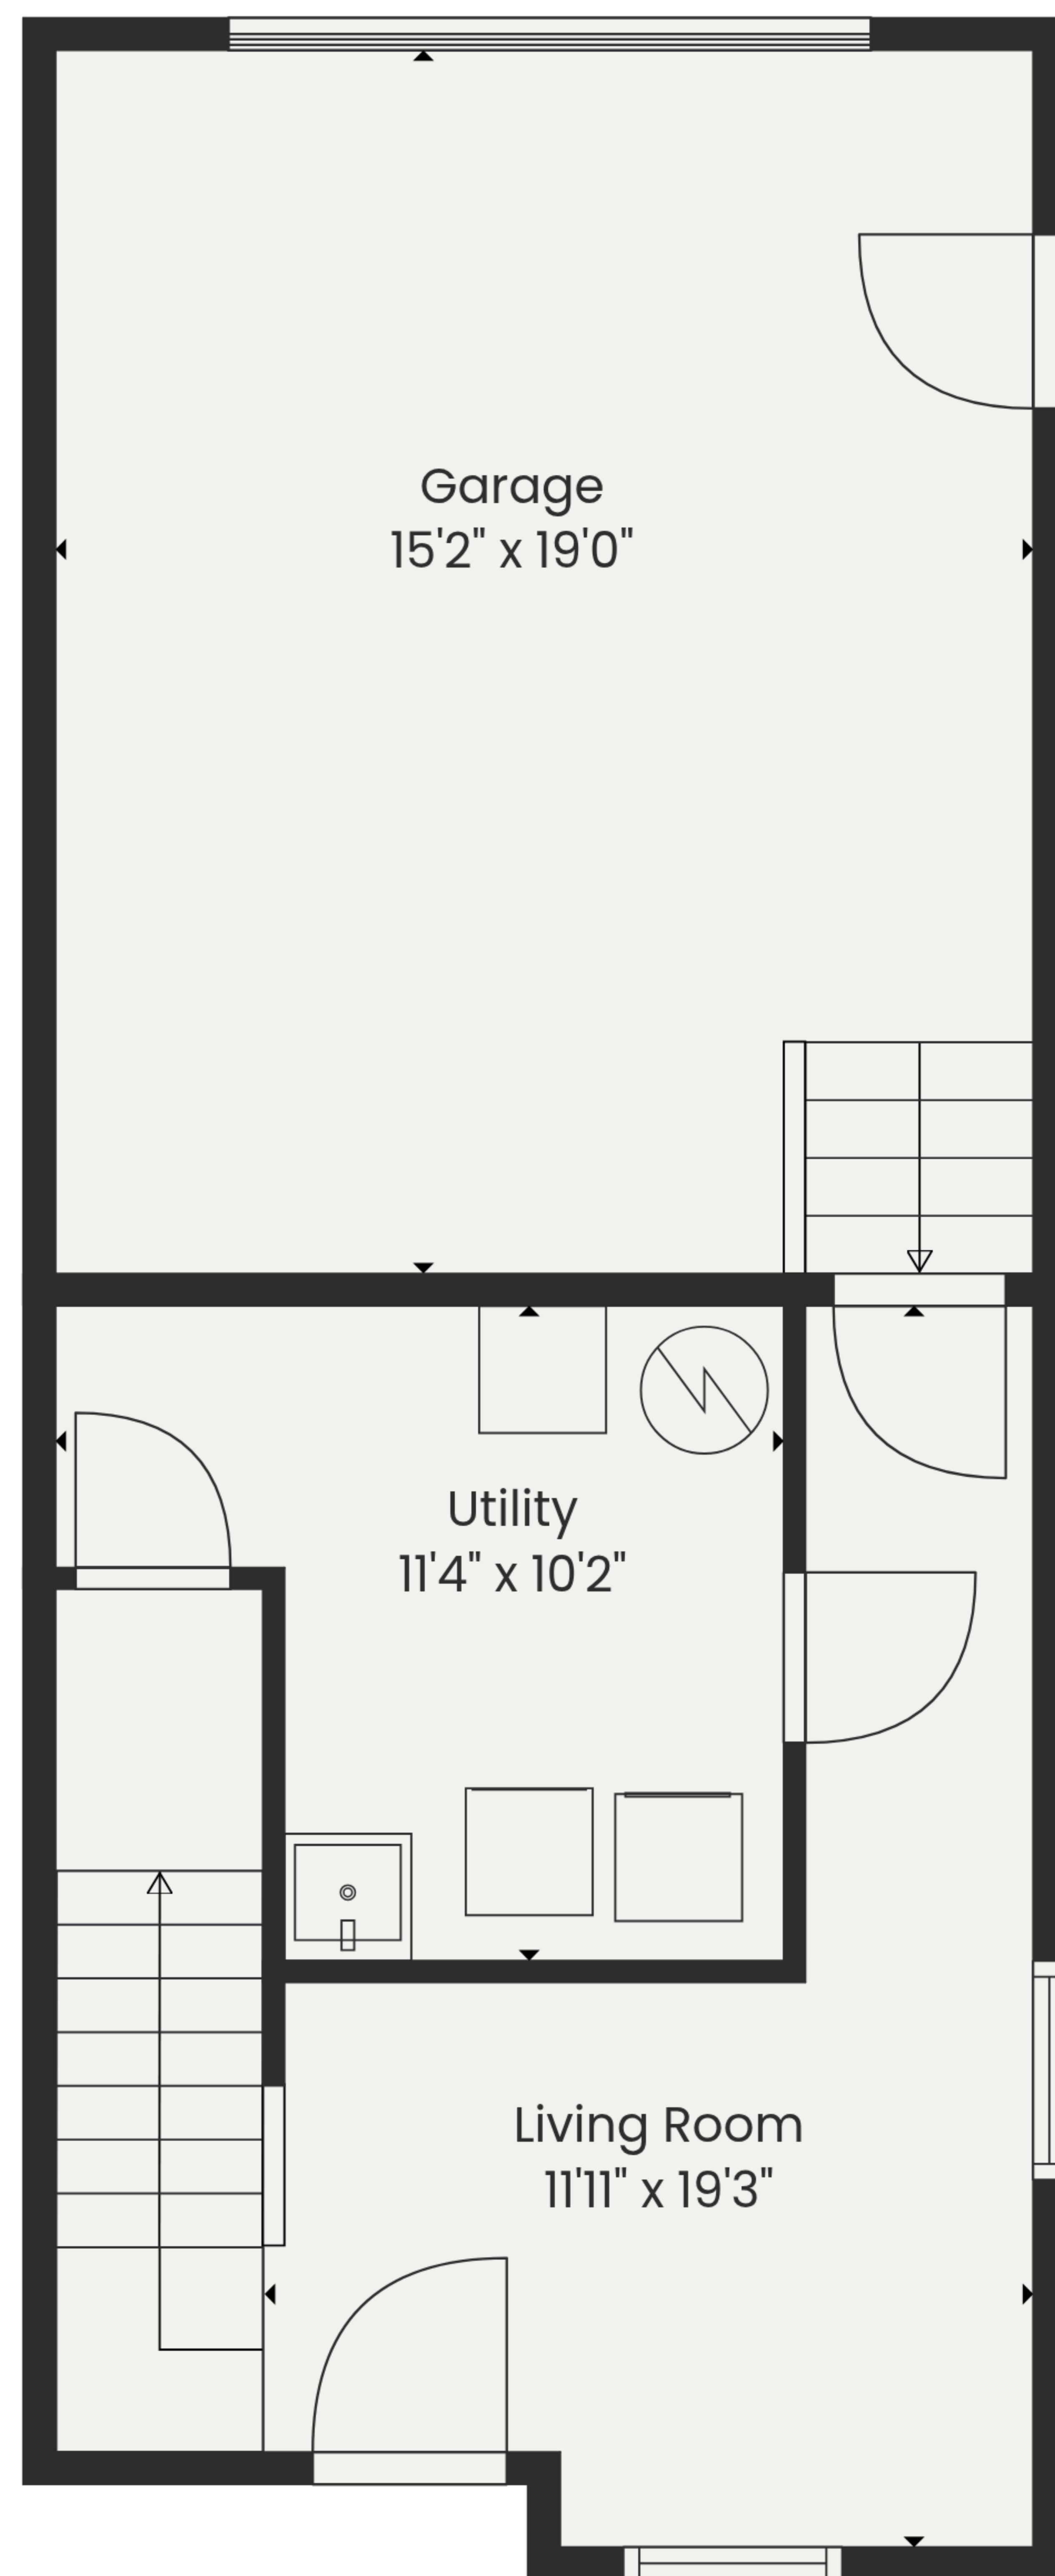 Garage
15'2" x 19'0"
Utility
11'4" x 10'2"
Living Room
11'11" x 19'3"